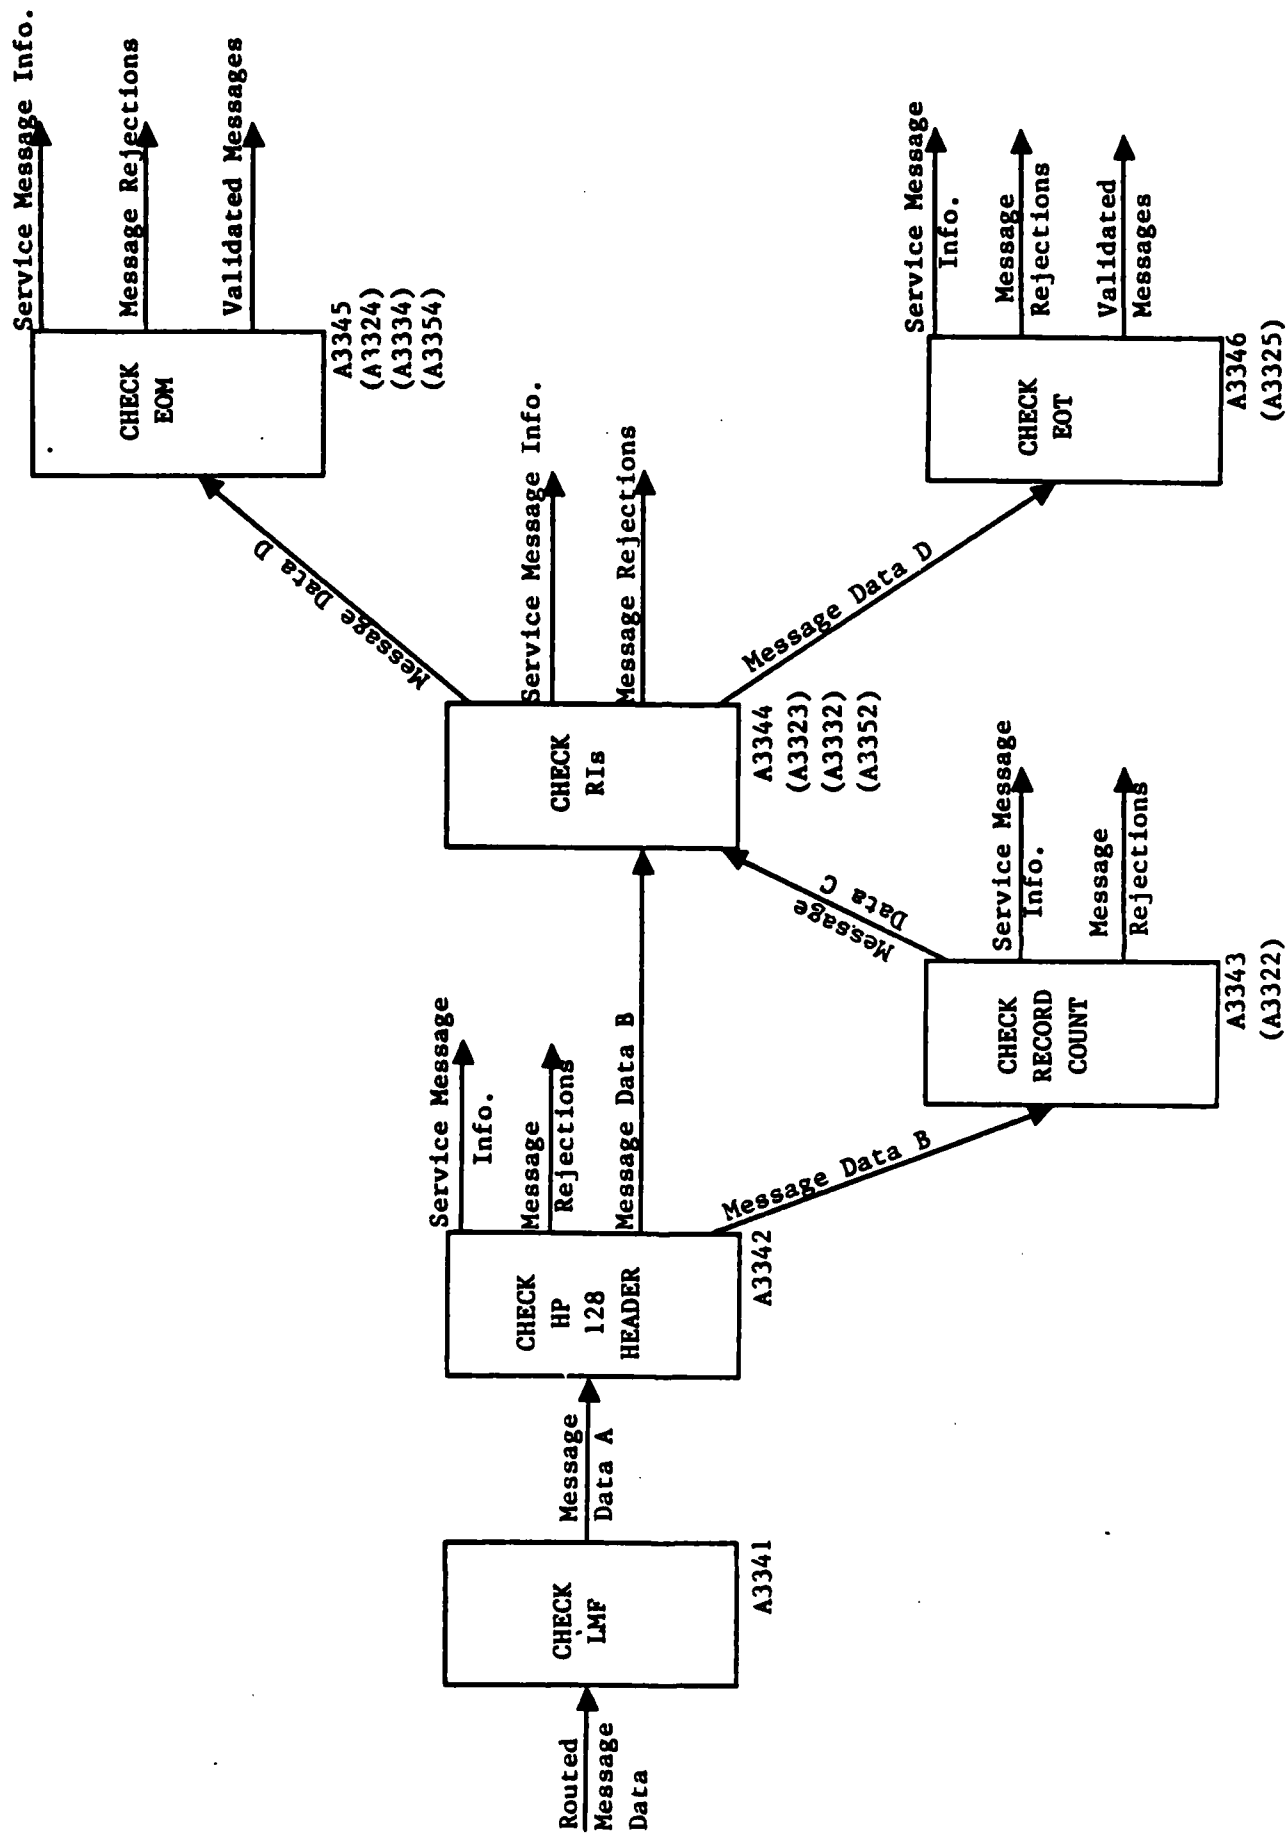 Routed
Message
Data
CHECK
LMF
A3341
Message
Data A
CHECK
HP
128
HEADER
A3342
Service Message
Info.
Message
Rejections
Message Data B
Message Data B
CHECK
RECORD
COUNT
A3343
(A3322)
Service Message
Info.
Message
Rejections
Message
Data C
CHECK
RIs
A3344
(A3323)
(A3332)
(A3352)
Service Message Info.
Message Rejections
Message Data D
Message Data D
CHECK
EOM
A3345
(A3324)
(A3334)
(A3354)
Service Message Info.
Message Rejections
Validated Messages
CHECK
EOT
A3346
(A3325)
Service Message
Info.
Message
Rejections
Validated
Messages